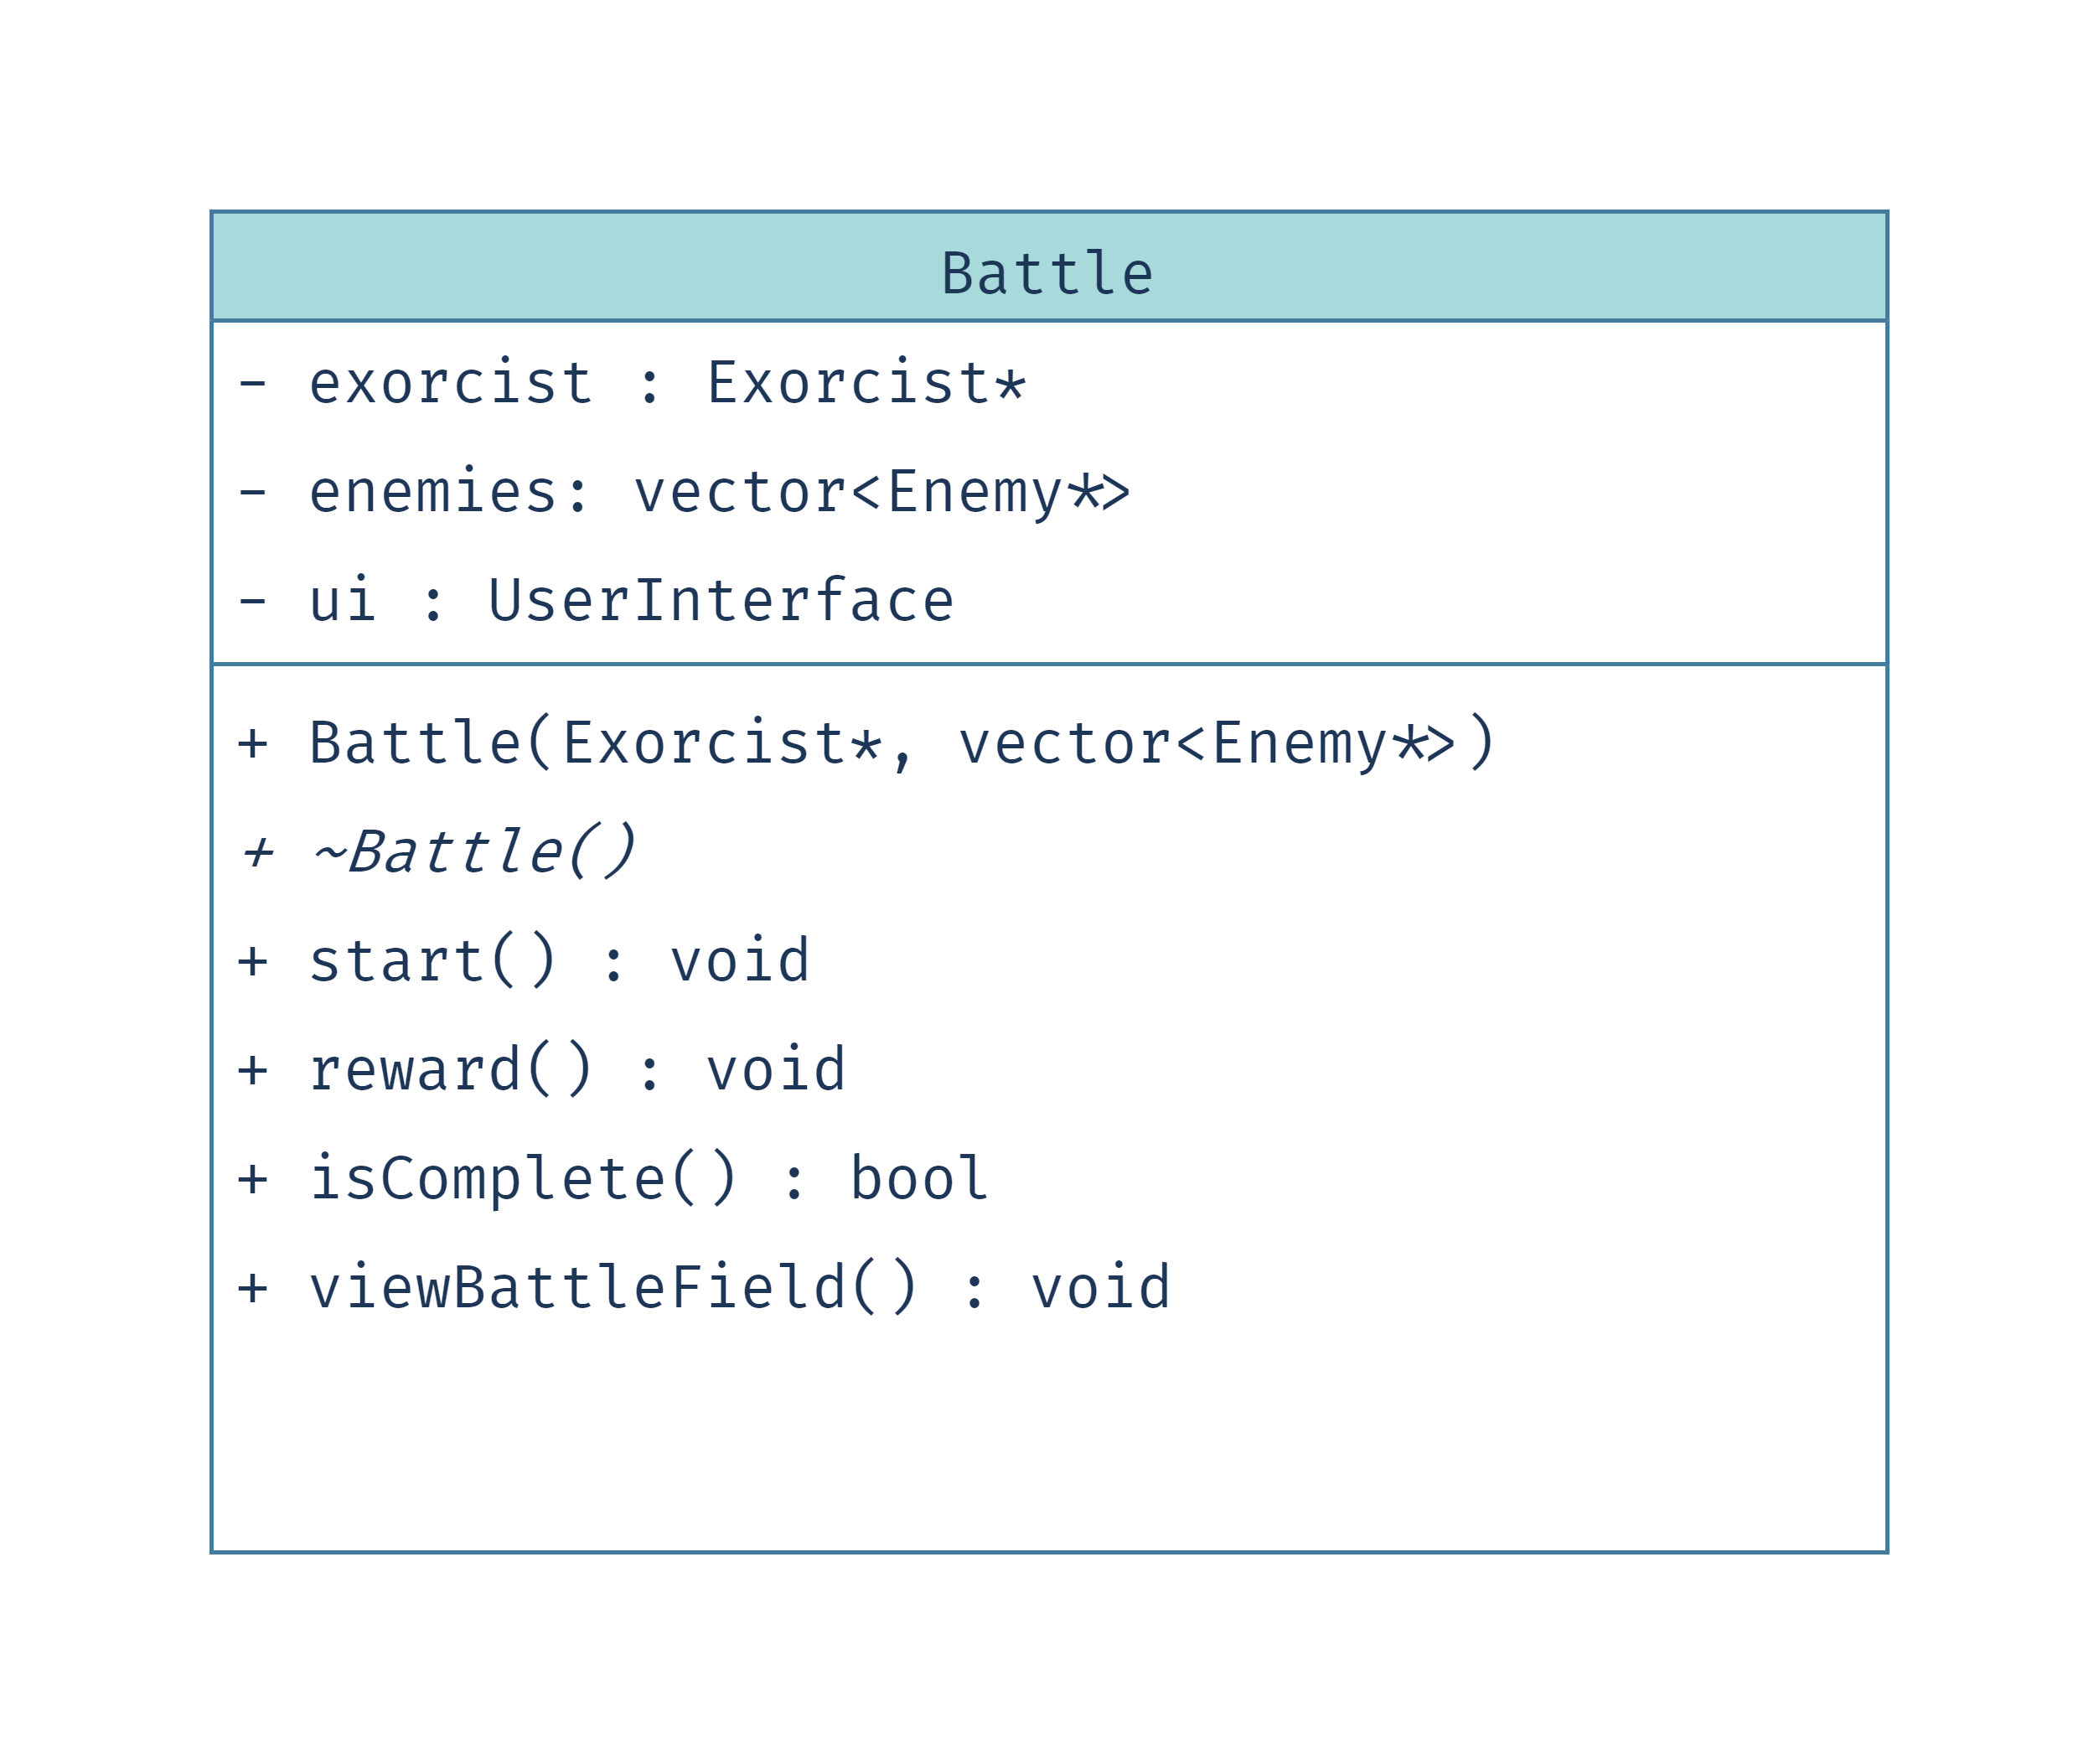 Battle
- exorcist : Exorcist*
- enemies: vector<Enemy*>
- ui : UserInterface
+ Battle(Exorcist*, vector<Enemy*>)
+ ~Battle()
+ start() : void
+ reward() : void
+ isComplete() : bool
+ viewBattleField() : void